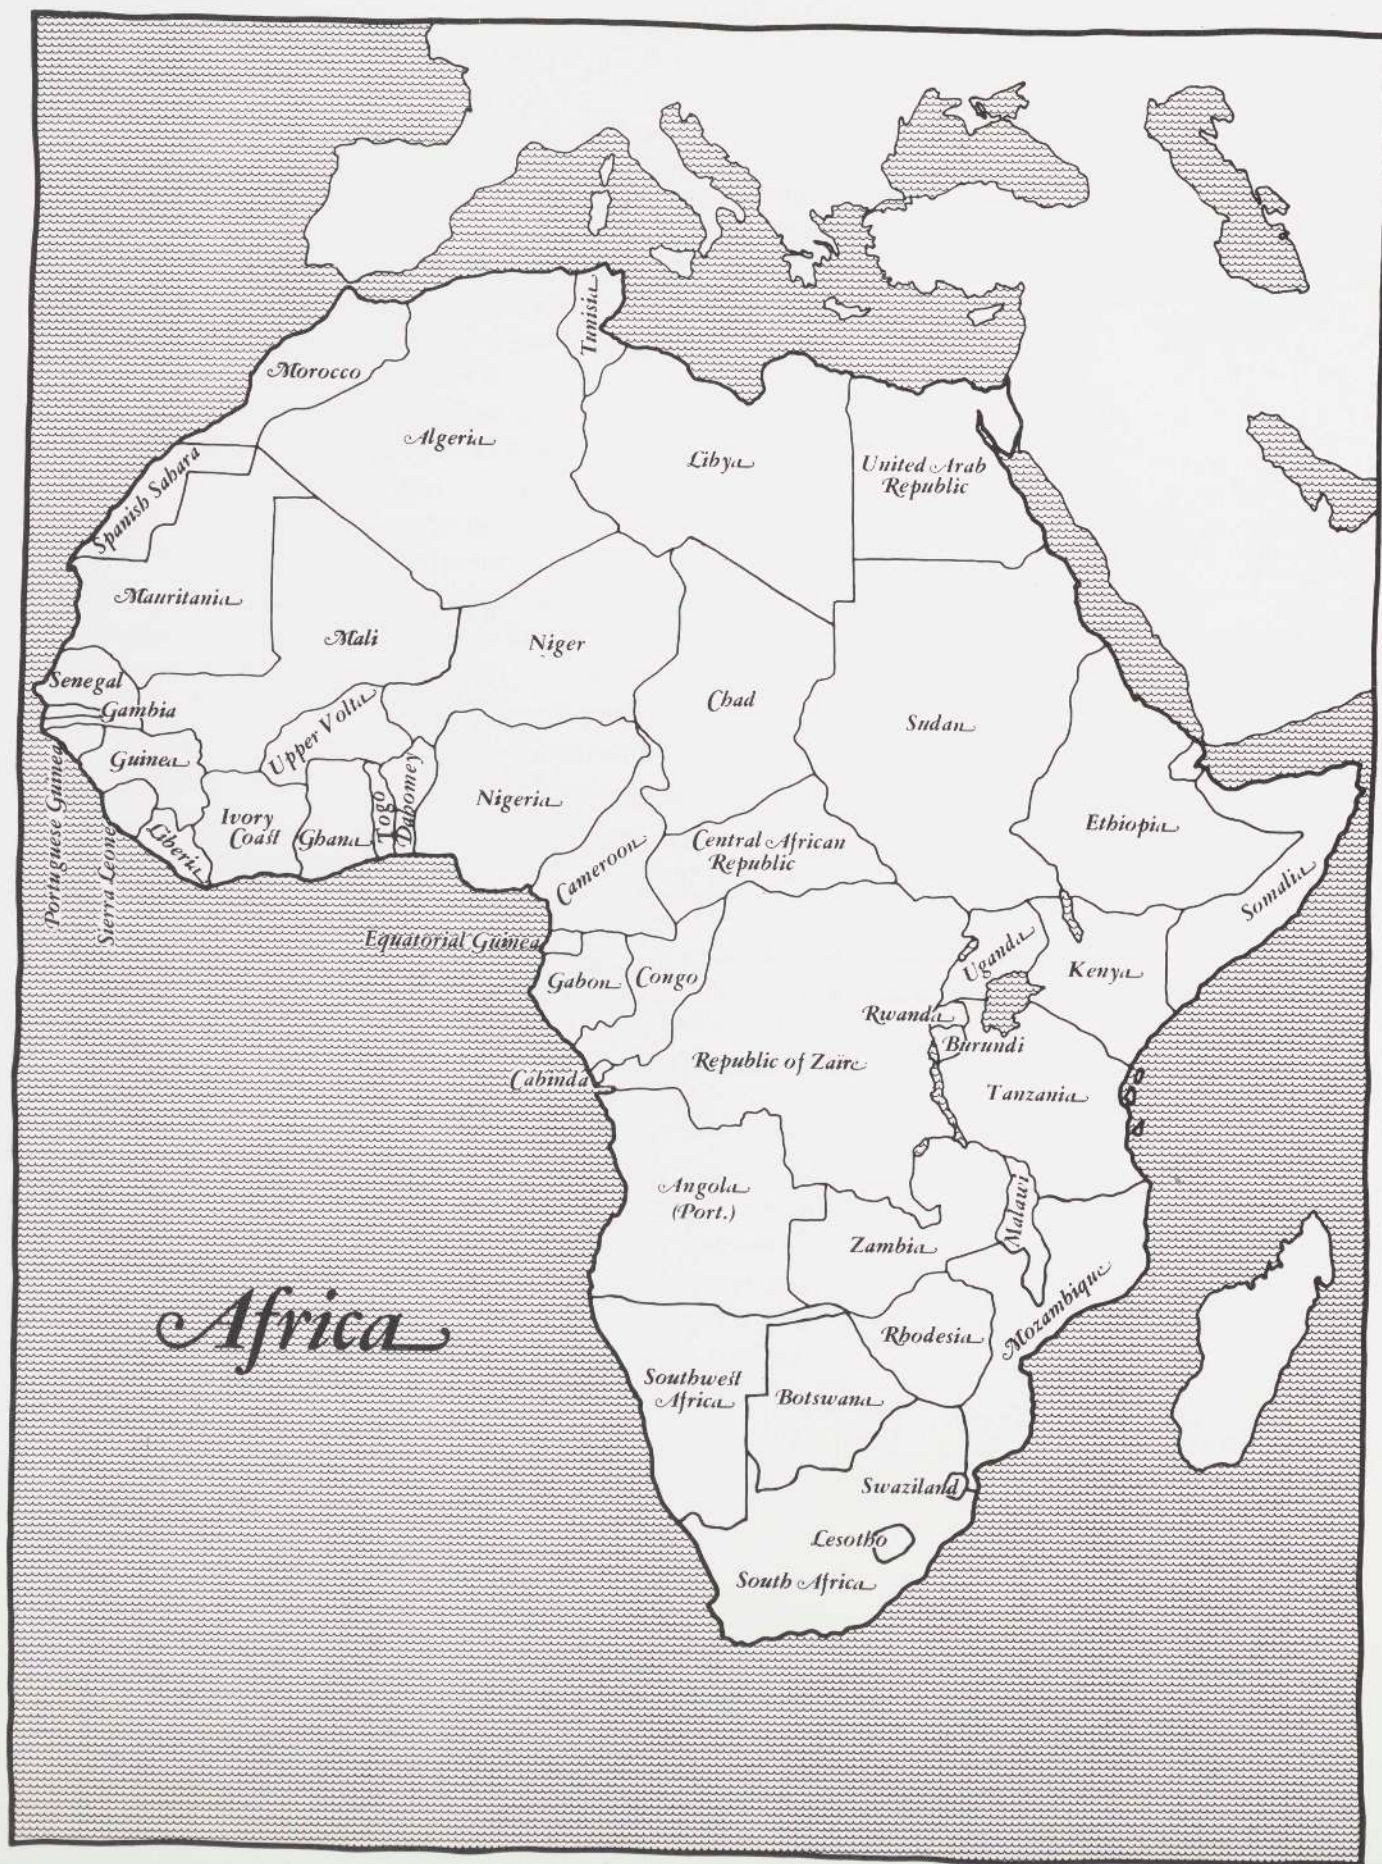 Tunisia
Morocco
Algeria
Libya
United Arab
Republic
Spanish Sahara
Mauritania
Mali
Niger
Chad
Sudan
Senegal
Gambia
Upper Volta
Guinea
Portuguese Guinea
Sierra Leone
Liberia
Ivory
Coast
Ghana
Togo
Dahomey
Nigeria
Cameroon
Central African
Republic
Ethiopia
Somalia
Equatorial Guinea
Gabon
Congo
Uganda
Kenya
Rwanda
Burundi
Republic of Zaïre
Cabinda
Tanzania
Angola
(Port.)
Malawi
Zambia
Mozambique
Africa
Rhodesia
Southwest
Africa
Botswana
Swaziland
Lesotho
South Africa